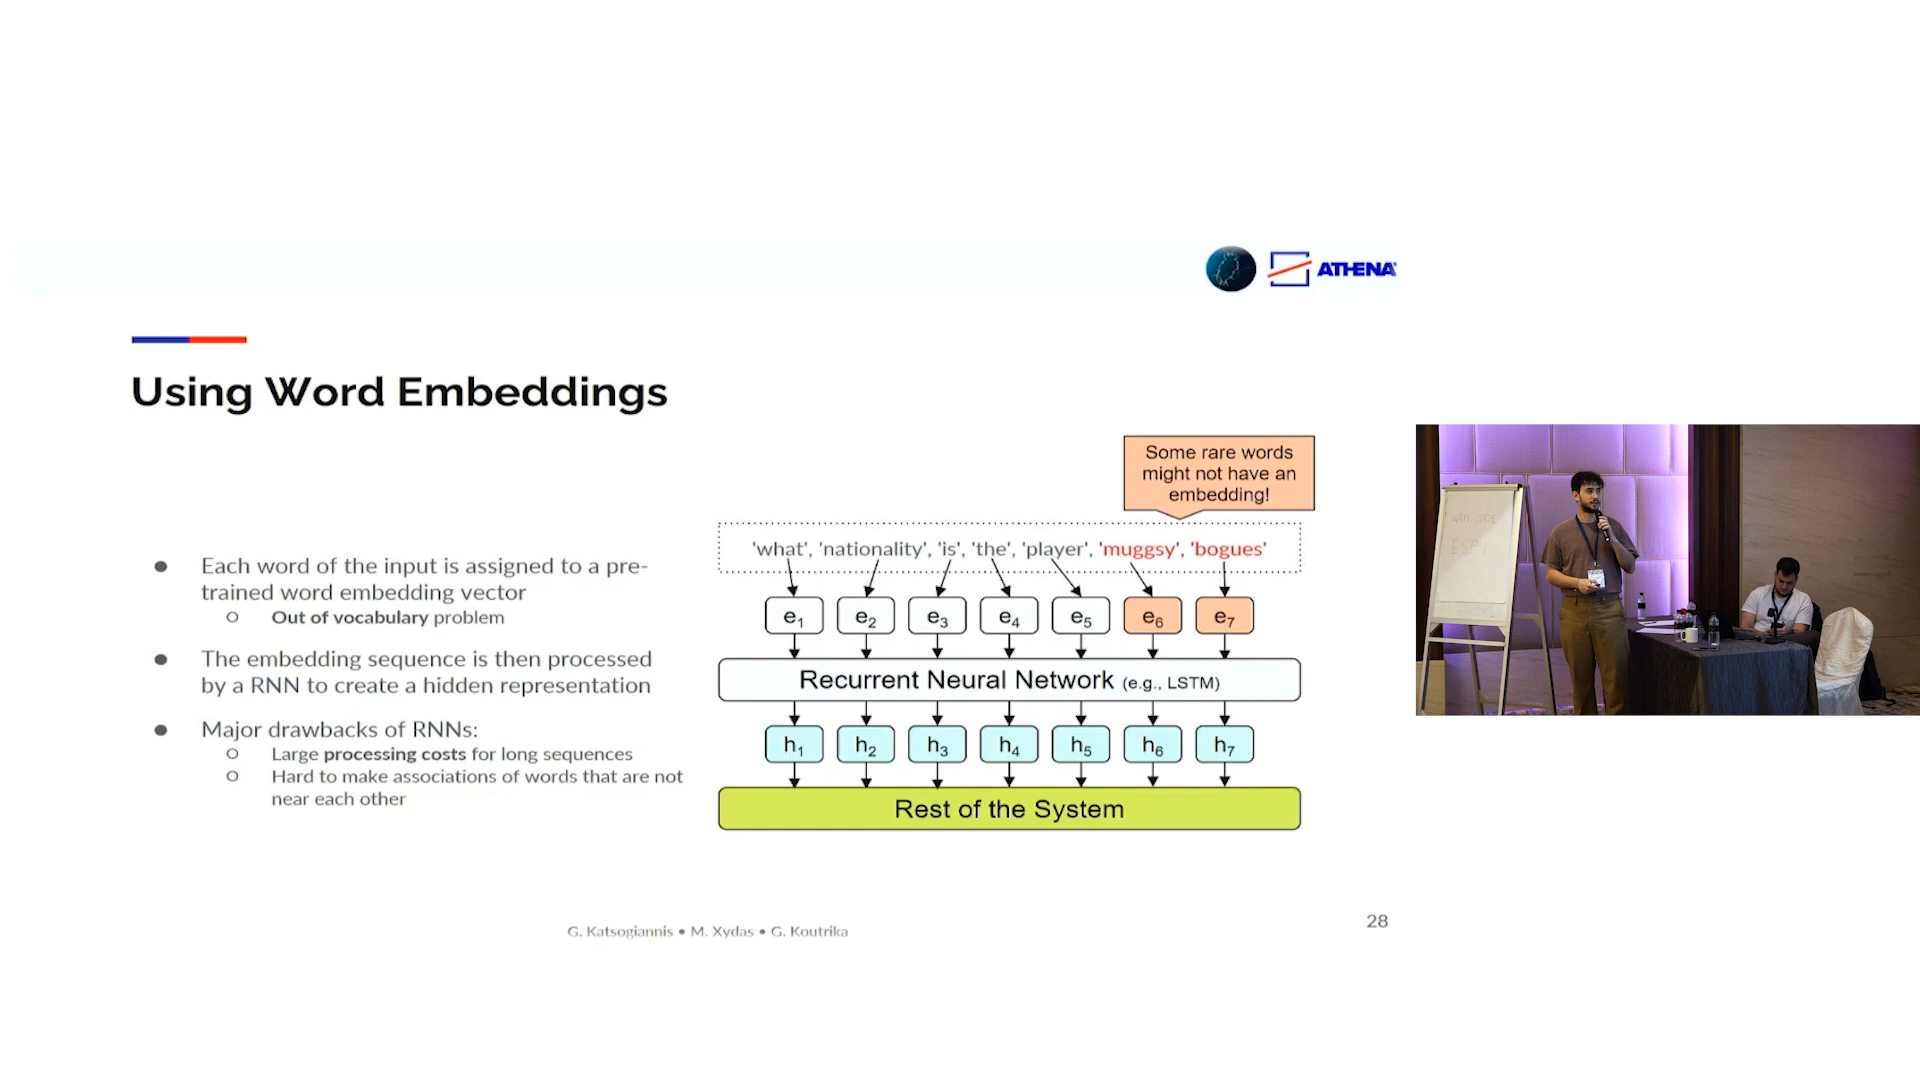 ATHENA
Using Word Embeddings
Some rare words
might not have an
embedding!
● Each word of the input is assigned to a pre-
trained word embedding vector
○ Out of vocabulary problem
● The embedding sequence is then processed
by a RNN to create a hidden representation
● Major drawbacks of RNNs:
○ Large processing costs for long sequences
○ Hard to make associations of words that are not
near each other
'what', 'nationality', 'is', 'the', 'player', 'muggsy', 'bogues'
e1 e2 e3 e4 e5 e6 e7
Recurrent Neural Network (e.g., LSTM)
h1 h2 h3 h4 h5 h6 h7
Rest of the System
G. Katsogiannis • M. Xydas • G. Koutrika
28
WIFI CODE